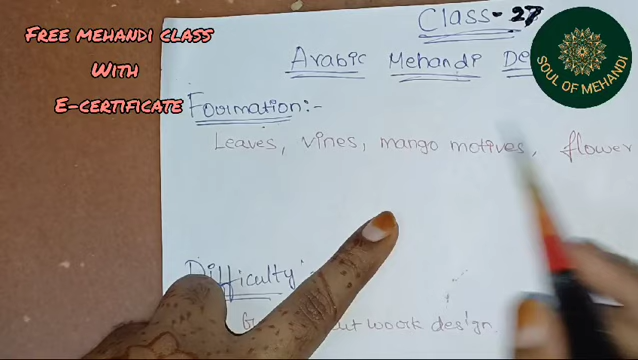 Class-27
Arabic Mehandi De
Formation:-
Leaves, vines, mango motives, flower
Difficulty:-
work design.
FREE MEHANDI CLASS
WITH
E-CERTIFICATE
SOUL OF MEHANDI